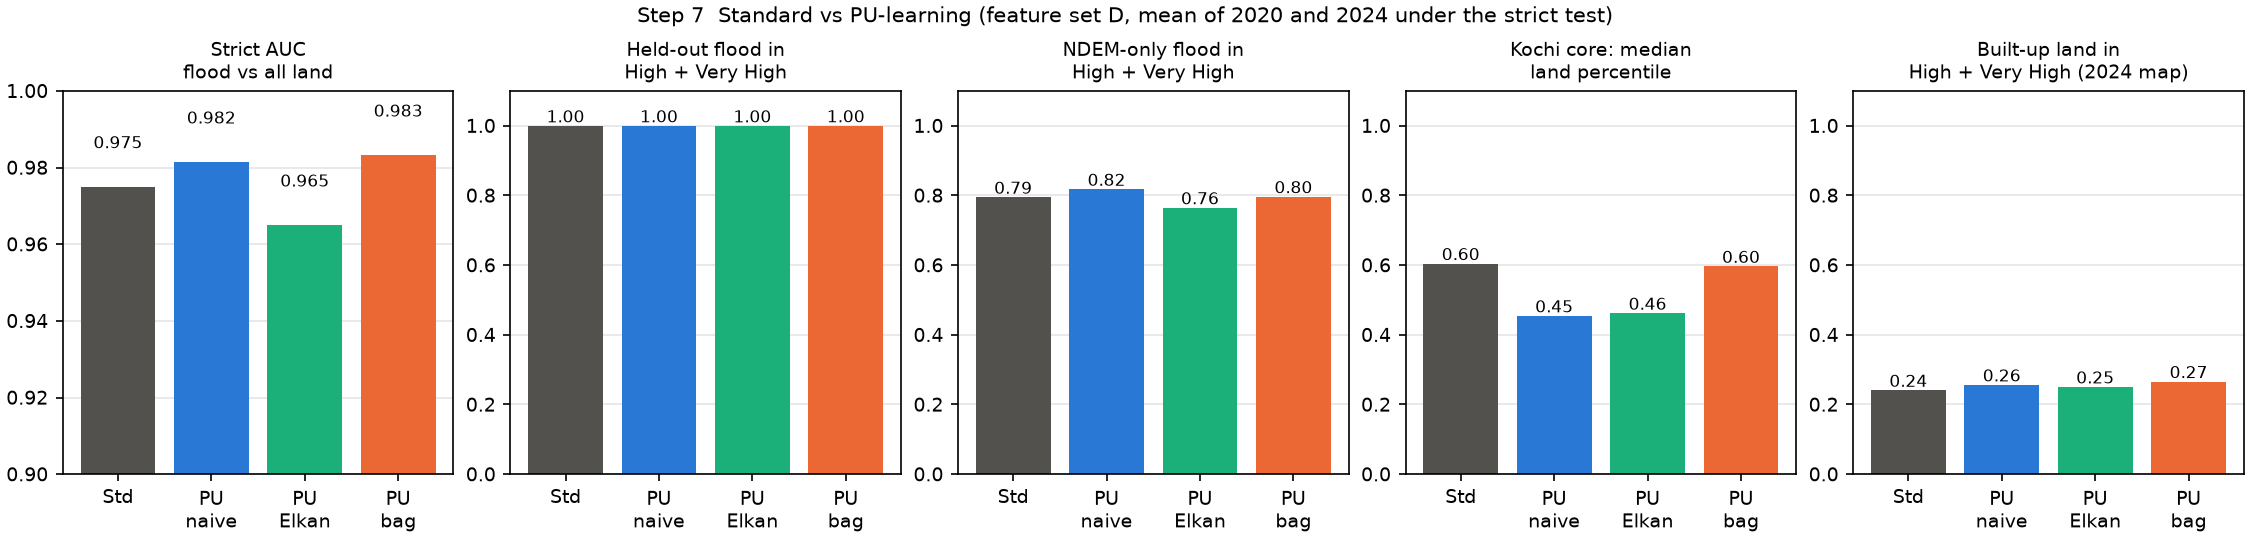 Step 7  Standard vs PU-learning (feature set D, mean of 2020 and 2024 under the strict test)
Strict AUC
flood vs all land
1.00
0.98
0.96
0.94
0.92
0.90
0.975
0.982
0.965
0.983
Std
PU
naive
PU
Elkan
PU
bag
Held-out flood in
High + Very High
1.0
0.8
0.6
0.4
0.2
0.0
1.00
1.00
1.00
1.00
Std
PU
naive
PU
Elkan
PU
bag
NDEM-only flood in
High + Very High
1.0
0.8
0.6
0.4
0.2
0.0
0.79
0.82
0.76
0.80
Std
PU
naive
PU
Elkan
PU
bag
Kochi core: median
land percentile
1.0
0.8
0.6
0.4
0.2
0.0
0.60
0.45
0.46
0.60
Std
PU
naive
PU
Elkan
PU
bag
Built-up land in
High + Very High (2024 map)
1.0
0.8
0.6
0.4
0.2
0.0
0.24
0.26
0.25
0.27
Std
PU
naive
PU
Elkan
PU
bag